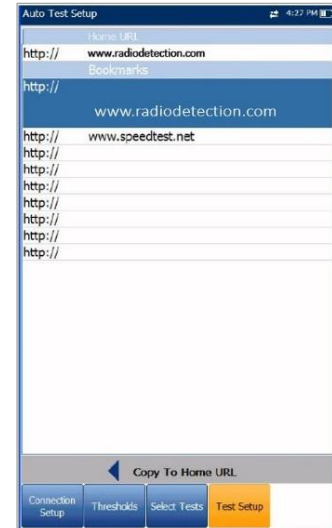 Auto Test Setup 4:27 PM
Home URL
http:// www.radiodetection.com
Bookmarks
http://
www.radiodetection.com
http:// www.speedtest.net
http://
http://
http://
http://
http://
http://
http://
Copy To Home URL
Connection Setup Thresholds Select Tests Test Setup